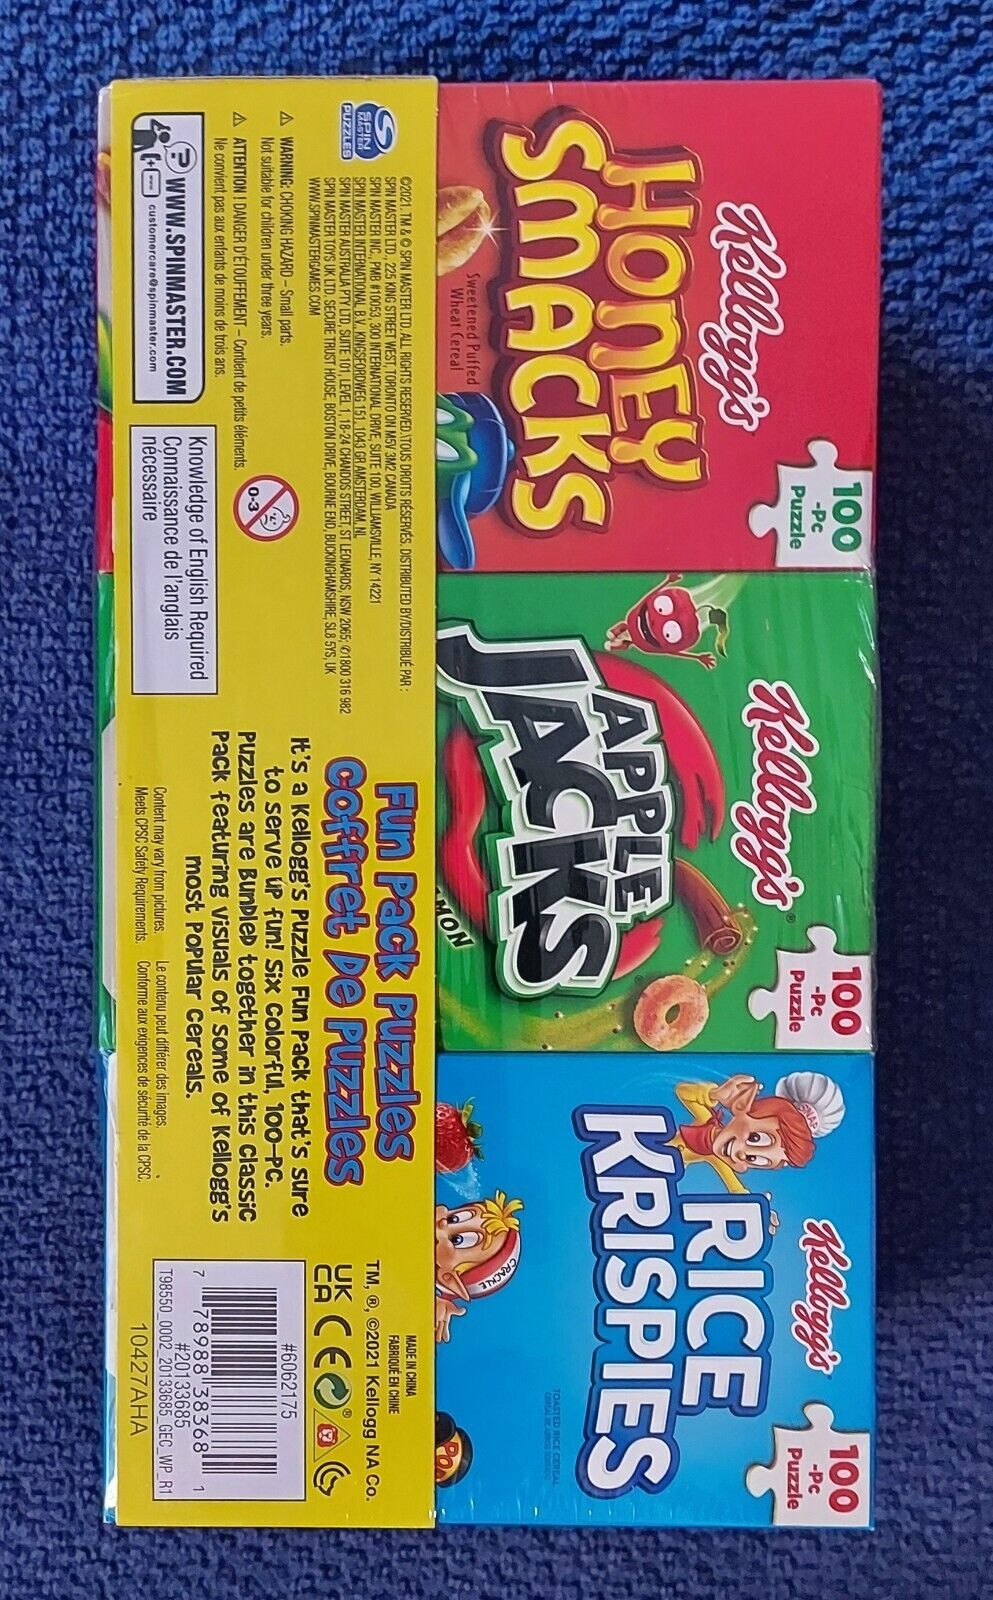 Kellogg's
HONEY
SMACKS
Sweetened Puffed
Wheat Cereal
100
-Pc
Puzzle
Kellogg's®
APPLE
JACKS
MON
100
-Pc
Puzzle
Kellogg's
RICE
KRISPIES
TOASTED RICE CEREAL
SNAP
CRACKLE
PO
100
-Pc
Puzzle
SPIN
MASTER
PUZZLES
©2021. TM & © SPIN MASTER LTD. ALL RIGHTS RESERVED./TOUS DROITS RÉSERVÉS. DISTRIBUTED BY/DISTRIBUÉ PAR :
SPIN MASTER LTD., 225 KING STREET WEST, TORONTO ON M5V 3M2 CANADA
SPIN MASTER INC., PMB #10053, 300 INTERNATIONAL DRIVE, SUITE 100, WILLIAMSVILLE, NY 14221
SPIN MASTER INTERNATIONAL B.V., KINGSFORDWEG 151, 1043 GR AMSTERDAM, NL
SPIN MASTER AUSTRALIA PTY LTD, SUITE 101, LEVEL 1, 18-24 CHANDOS STREET, ST LEONARDS, NSW 2065; ✆1800 316 982
SPIN MASTER TOYS UK LTD, SECURE TRUST HOUSE, BOSTON DRIVE, BOURNE END, BUCKINGHAMSHIRE, SL8 5YS, UK
WWW.SPINMASTERGAMES.COM
⚠ WARNING: CHOKING HAZARD – Small parts.
Not suitable for children under three years.
⚠ ATTENTION ! DANGER D'ÉTOUFFEMENT – Contient de petits éléments.
Ne convient pas aux enfants de moins de trois ans.
0-3
? WWW.SPINMASTER.COM
customercare@spinmaster.com
Knowledge of English Required
Connaissance de l'anglais
nécessaire
Fun Pack Puzzles
Coffret de Puzzles
It's a Kellogg's Puzzle Fun Pack that's sure
to serve up fun! Six colorful, 100-PC.
Puzzles are Bundled together in this classic
Pack featuring visuals of some of Kellogg's
most Popular cereals.
Content may vary from pictures. Le contenu peut différer des images.
Meets CPSC Safety Requirements. Conforme aux exigences de sécurité de la CPSC.
MADE IN CHINA
FABRIQUÉ EN CHINE
TM, ®, ©2021 Kellogg NA Co.
UK
CA
CE
#6062175
#20133685
7 78988 38368 1
T98550_0002_20133685_GEC_WP_R1
10427AHA